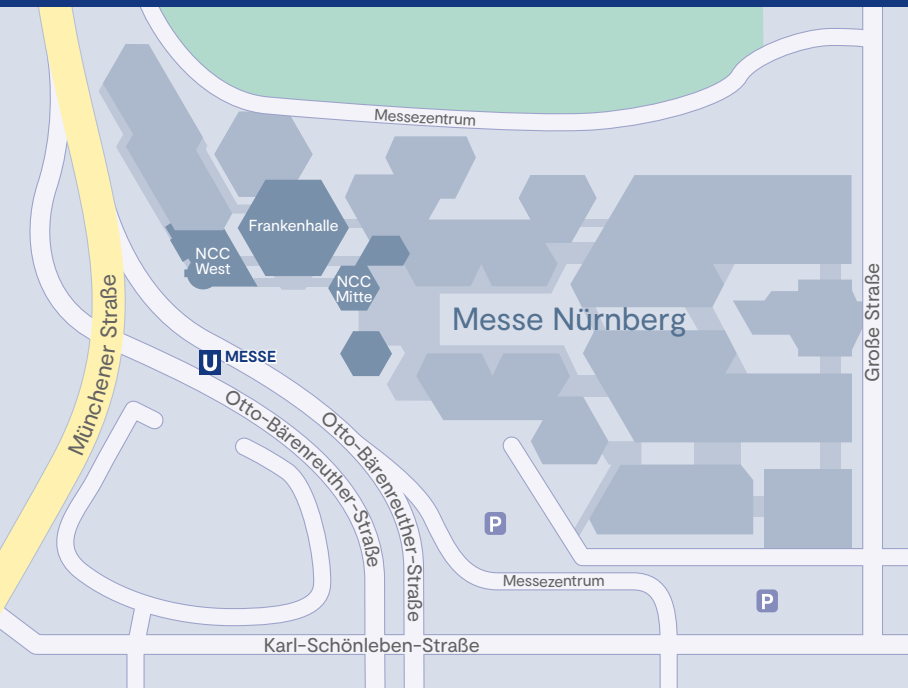 Messezentrum
Frankenhalle
NCC
West
NCC
Mitte
Messe Nürnberg
Große Straße
Münchener Straße
U MESSE
Otto-Bärenreuther-Straße
Otto-Bärenreuther-Straße
P
Messezentrum
P
Karl-Schönleben-Straße